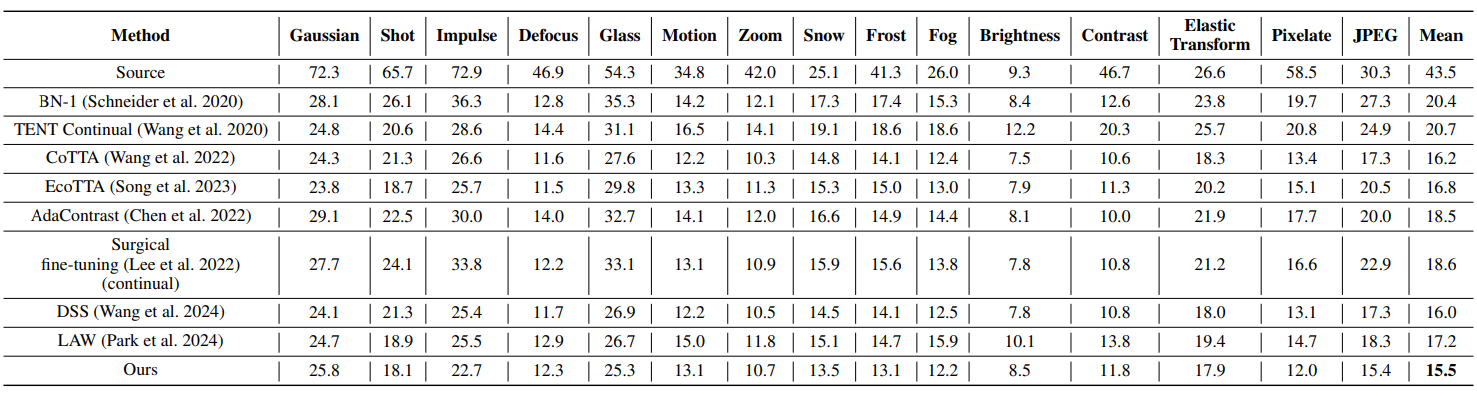 Method Gaussian Shot Impulse Defocus Glass Motion Zoom Snow Frost Fog Brightness Contrast Elastic Transform Pixelate JPEG Mean
Source 72.3 65.7 72.9 46.9 54.3 34.8 42.0 25.1 41.3 26.0 9.3 46.7 26.6 58.5 30.3 43.5
BN-1 (Schneider et al. 2020) 28.1 26.1 36.3 12.8 35.3 14.2 12.1 17.3 17.4 15.3 8.4 12.6 23.8 19.7 27.3 20.4
TENT Continual (Wang et al. 2020) 24.8 20.6 28.6 14.4 31.1 16.5 14.1 19.1 18.6 18.6 12.2 20.3 25.7 20.8 24.9 20.7
CoTTA (Wang et al. 2022) 24.3 21.3 26.6 11.6 27.6 12.2 10.3 14.8 14.1 12.4 7.5 10.6 18.3 13.4 17.3 16.2
EcoTTA (Song et al. 2023) 23.8 18.7 25.7 11.5 29.8 13.3 11.3 15.3 15.0 13.0 7.9 11.3 20.2 15.1 20.5 16.8
AdaContrast (Chen et al. 2022) 29.1 22.5 30.0 14.0 32.7 14.1 12.0 16.6 14.9 14.4 8.1 10.0 21.9 17.7 20.0 18.5
Surgical
fine-tuning (Lee et al. 2022) 27.7 24.1 33.8 12.2 33.1 13.1 10.9 15.9 15.6 13.8 7.8 10.8 21.2 16.6 22.9 18.6
(continual)
DSS (Wang et al. 2024) 24.1 21.3 25.4 11.7 26.9 12.2 10.5 14.5 14.1 12.5 7.8 10.8 18.0 13.1 17.3 16.0
LAW (Park et al. 2024) 24.7 18.9 25.5 12.9 26.7 15.0 11.8 15.1 14.7 15.9 10.1 13.8 19.4 14.7 18.3 17.2
Ours 25.8 18.1 22.7 12.3 25.3 13.1 10.7 13.5 13.1 12.2 8.5 11.8 17.9 12.0 15.4 15.5